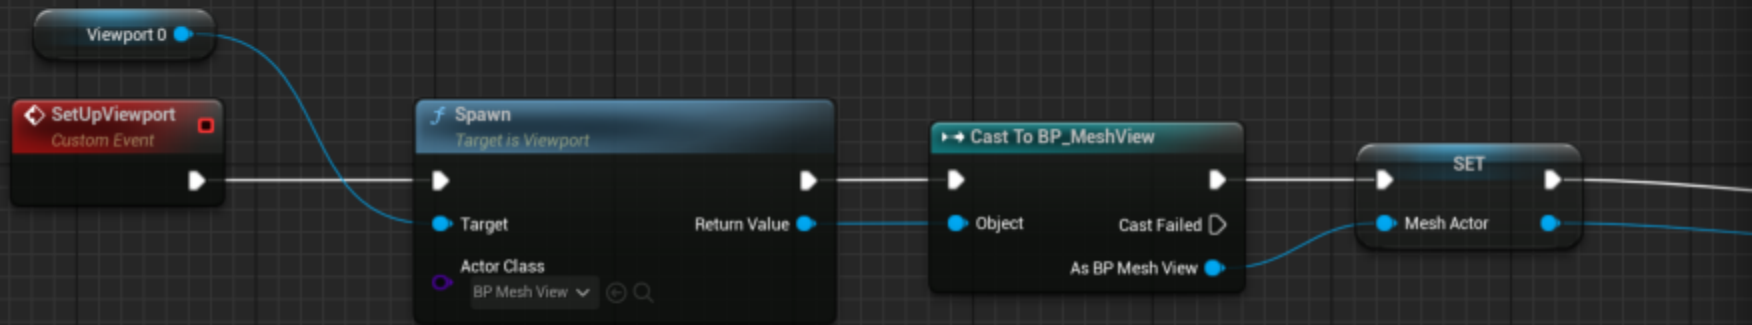 Viewport 0
SetUpViewport
Custom Event
Spawn
Target is Viewport
Target
Return Value
Actor Class
BP Mesh View
Cast To BP_MeshView
Object
Cast Failed
As BP Mesh View
SET
Mesh Actor